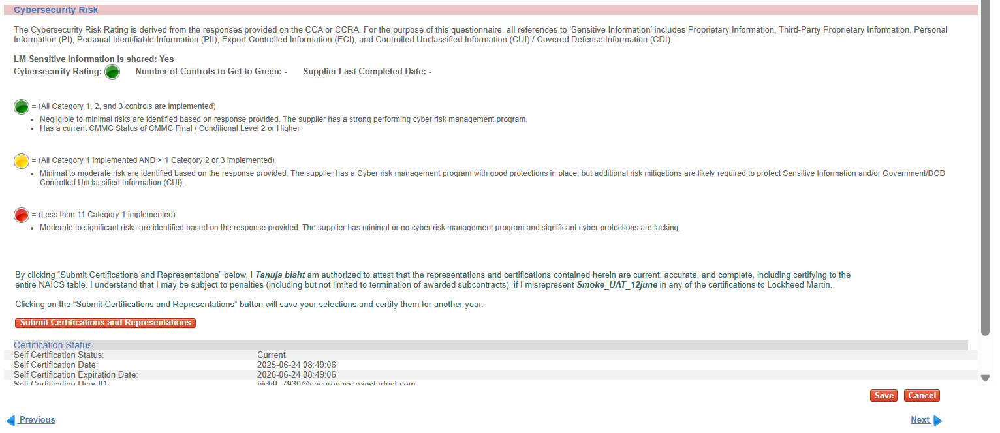 Cybersecurity Risk
The Cybersecurity Risk Rating is derived from the responses provided on the CCA or CCRA. For the purpose of this questionnaire, all references to ‘Sensitive Information’ includes Proprietary Information, Third-Party Proprietary Information, Personal
Information (PI), Personal Identifiable Information (PII), Export Controlled Information (ECI), and Controlled Unclassified Information (CUI) / Covered Defense Information (CDI).
LM Sensitive Information is shared: Yes
Cybersecurity Rating: Number of Controls to Get to Green: - Supplier Last Completed Date: -
= (All Category 1, 2, and 3 controls are implemented)
• Negligible to minimal risks are identified based on response provided. The supplier has a strong performing cyber risk management program.
• Has a current CMMC Status of CMMC Final / Conditional Level 2 or Higher
= (All Category 1 implemented AND > 1 Category 2 or 3 implemented)
• Minimal to moderate risk are identified based on the response provided. The supplier has a Cyber risk management program with good protections in place, but additional risk mitigations are likely required to protect Sensitive Information and/or Government/DOD
Controlled Unclassified Information (CUI).
= (Less than 11 Category 1 implemented)
• Moderate to significant risks are identified based on the response provided. The supplier has minimal or no cyber risk management program and significant cyber protections are lacking.
By clicking “Submit Certifications and Representations” below, I Tanuja bisht am authorized to attest that the representations and certifications contained herein are current, accurate, and complete, including certifying to the
entire NAICS table. I understand that I may be subject to penalties (including but not limited to termination of awarded subcontracts), if I misrepresent Smoke_UAT_12june in any of the certifications to Lockheed Martin.
Clicking on the “Submit Certifications and Representations” button will save your selections and certify them for another year.
Submit Certifications and Representations
Certification Status
Self Certification Status: Current
Self Certification Date: 2025-06-24 08:49:06
Self Certification Expiration Date: 2026-06-24 08:49:06
Self Certification User ID: bishtt_7930@securepass.exostartest.com
Save Cancel
Previous Next